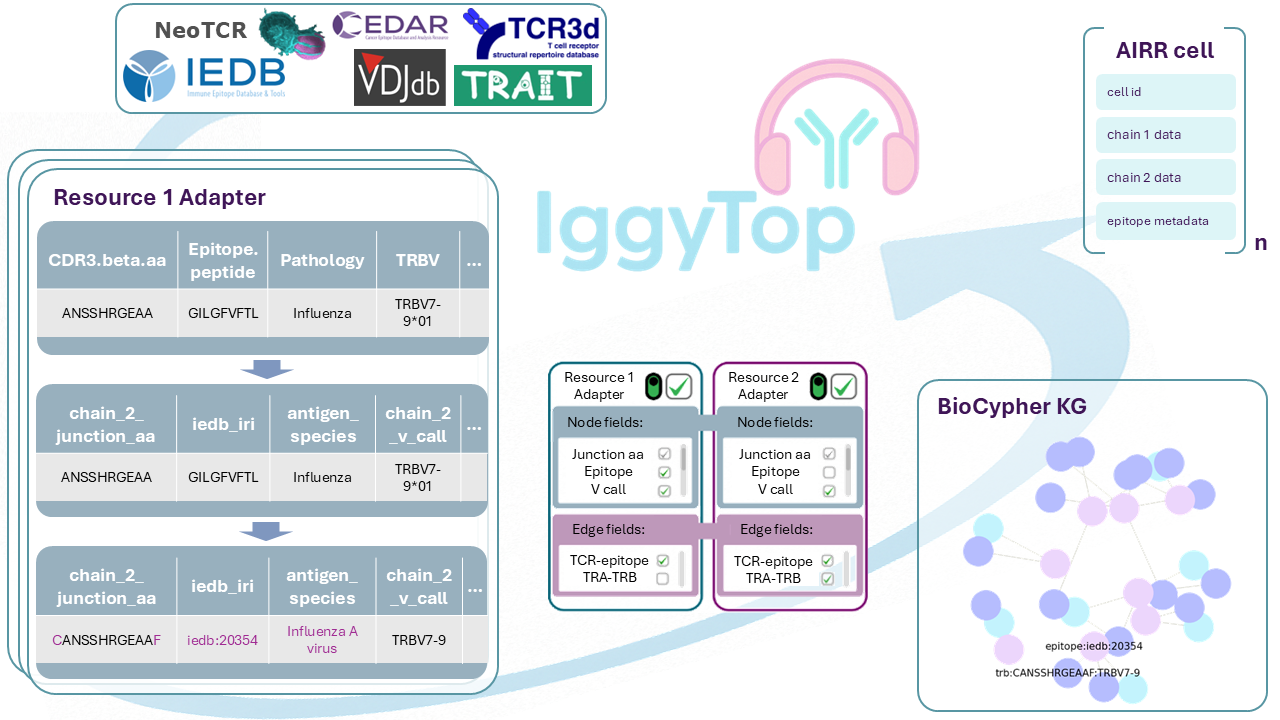 NeoTCR
CEDAR
Cancer Epitope Database and Analysis Resource
TCR3d
T cell receptor
structural repertoire database
IEDB
Immune Epitope Database & Tools
VDJdb
TRAIT
IggyTop
AIRR cell
cell id
chain 1 data
chain 2 data
epitope metadata
n
Resource 1 Adapter
CDR3.beta.aa Epitope. Pathology TRBV ...
peptide
ANSSHRGEAA GILGFVFTL Influenza TRBV7-
9*01
chain_2_ iedb_iri antigen_ chain_2 ...
junction_aa species _v_call
ANSSHRGEAA GILGFVFTL Influenza TRBV7-
9*01
chain_2_ iedb_iri antigen_ chain_2 ...
junction_aa species _v_call
CANSSHRGEAAF iedb:20354 Influenza A TRBV7-9
virus
Resource 1
Adapter
Node fields:
Junction aa
Epitope
V call
Edge fields:
TCR-epitope
TRA-TRB
Resource 2
Adapter
Node fields:
Junction aa
Epitope
V call
Edge fields:
TCR-epitope
TRA-TRB
BioCypher KG
epitope:iedb:20354
trb:CANSSHRGEAAF:TRBV7-9